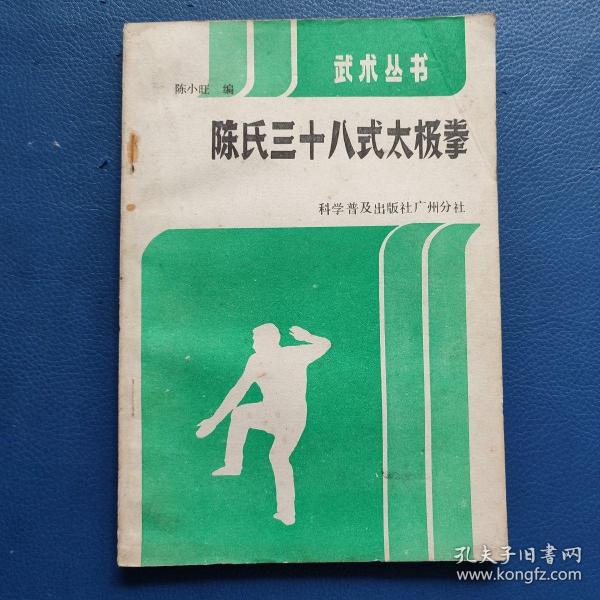 武术丛书
陈小旺 编
陈氏三十八式太极拳
科学普及出版社广州分社
孔夫子旧书网
www.kongfz.com